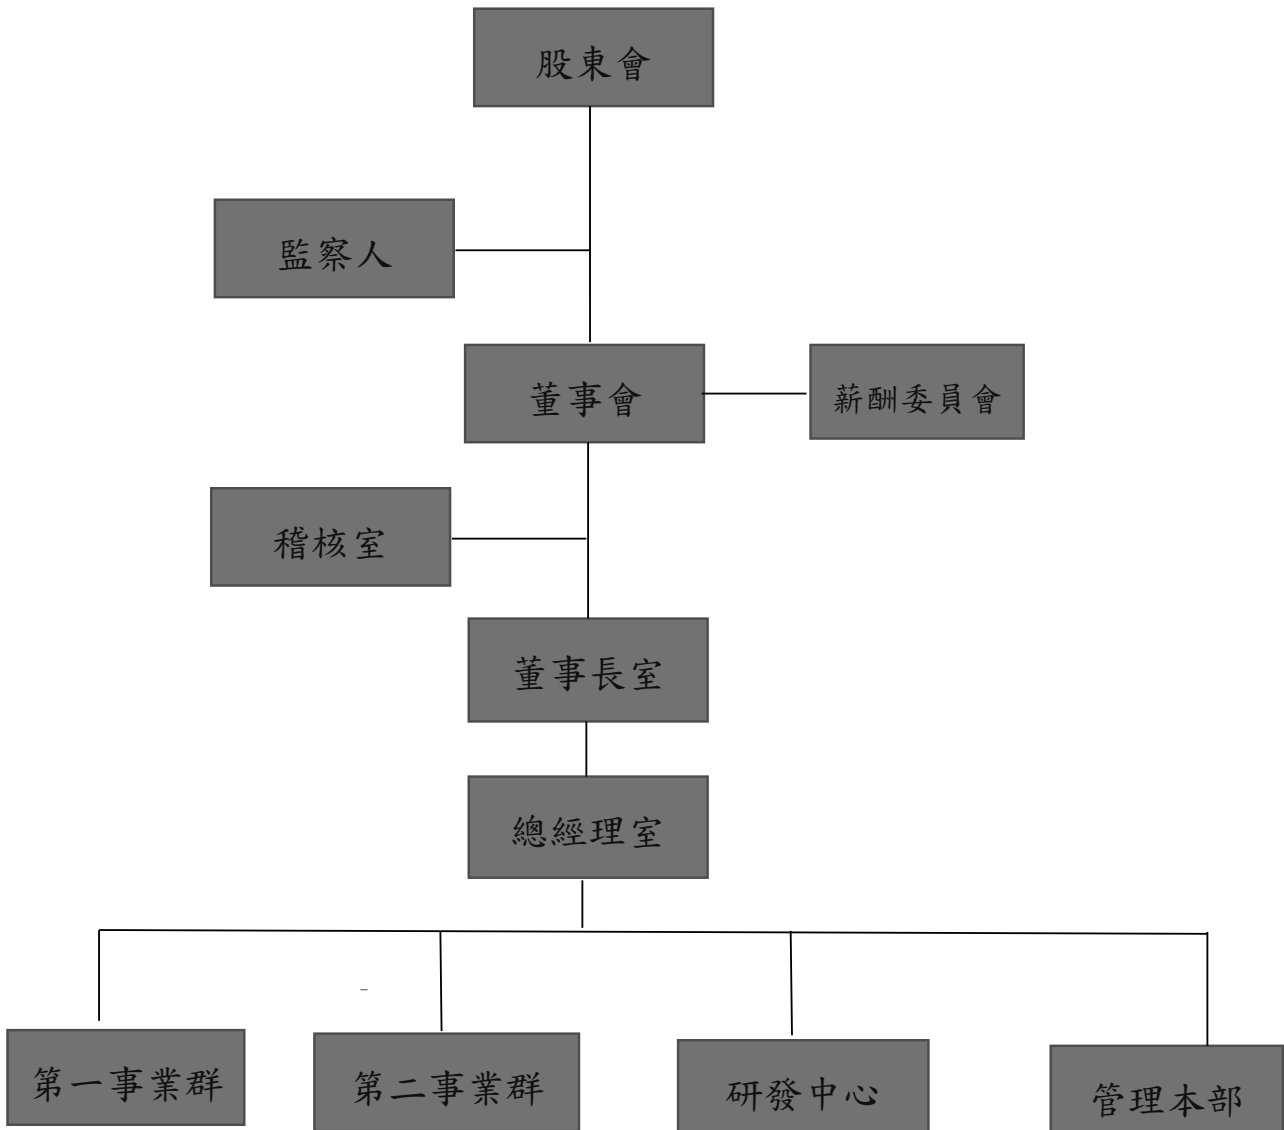 股東會
監察人
董事會
薪酬委員會
稽核室
董事長室
總經理室
第一事業群
第二事業群
研發中心
管理本部